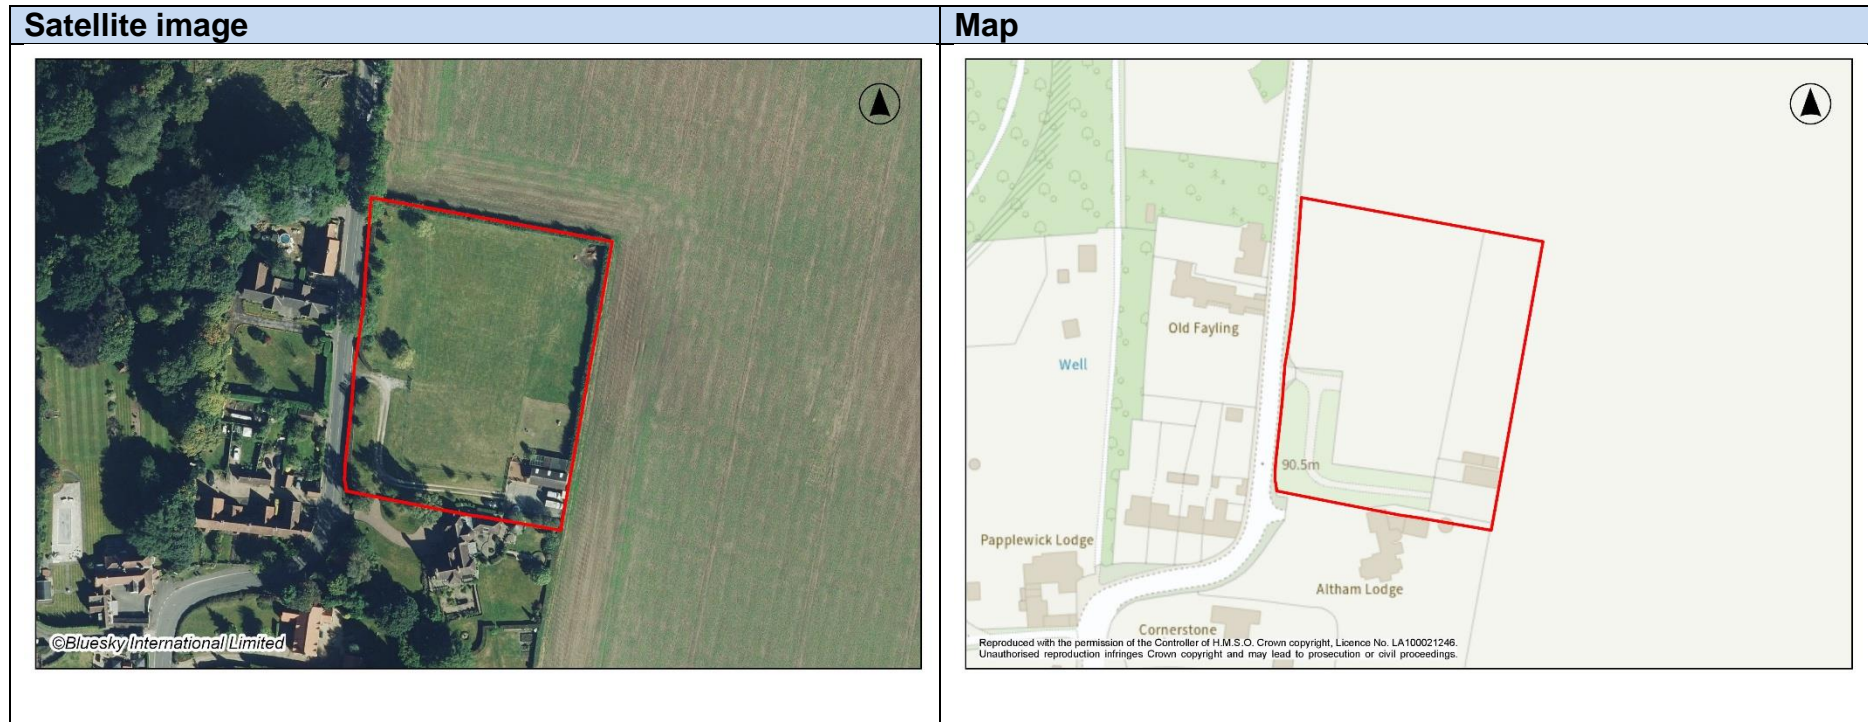 Satellite image
Map
©Bluesky International Limited
Old Fayling
Well
90.5m
Papplewick Lodge
Altham Lodge
Cornerstone
Reproduced with the permission of the Controller of H.M.S.O. Crown copyright, Licence No. LA100021246.
Unauthorised reproduction infringes Crown copyright and may lead to prosecution or civil proceedings.